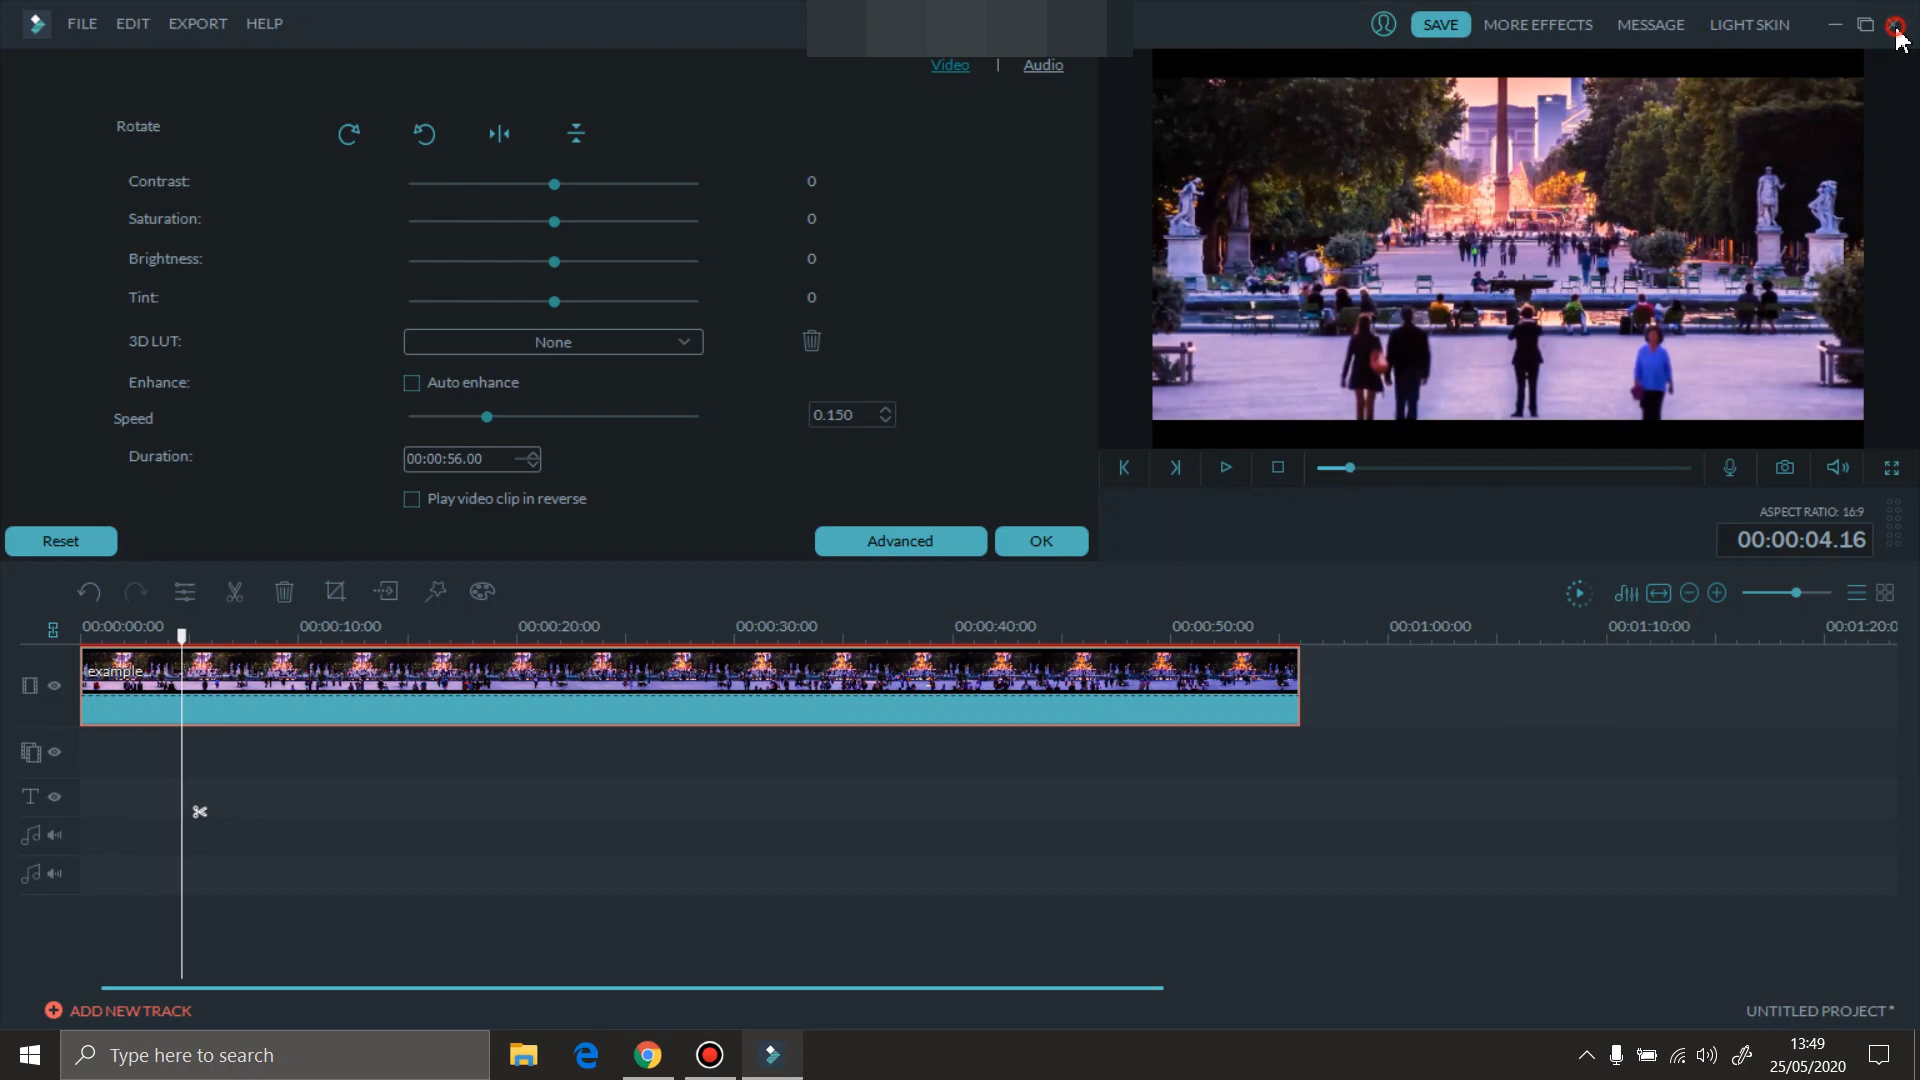 FILE EDIT EXPORT HELP
SAVE MORE EFFECTS MESSAGE LIGHT SKIN
Video | Audio
Rotate
Contrast: 0
Saturation: 0
Brightness: 0
Tint: 0
3D LUT: None
Enhance: Auto enhance
Speed 0.150
Duration: 00:00:56.00
Play video clip in reverse
Reset Advanced OK
ASPECT RATIO: 16:9
00:00:04.16
00:00:00:00 00:00:10:00 00:00:20:00 00:00:30:00 00:00:40:00 00:00:50:00 00:01:00:00 00:01:10:00 00:01:20:0
example
T
ADD NEW TRACK
UNTITLED PROJECT *
Type here to search
13:49
25/05/2020